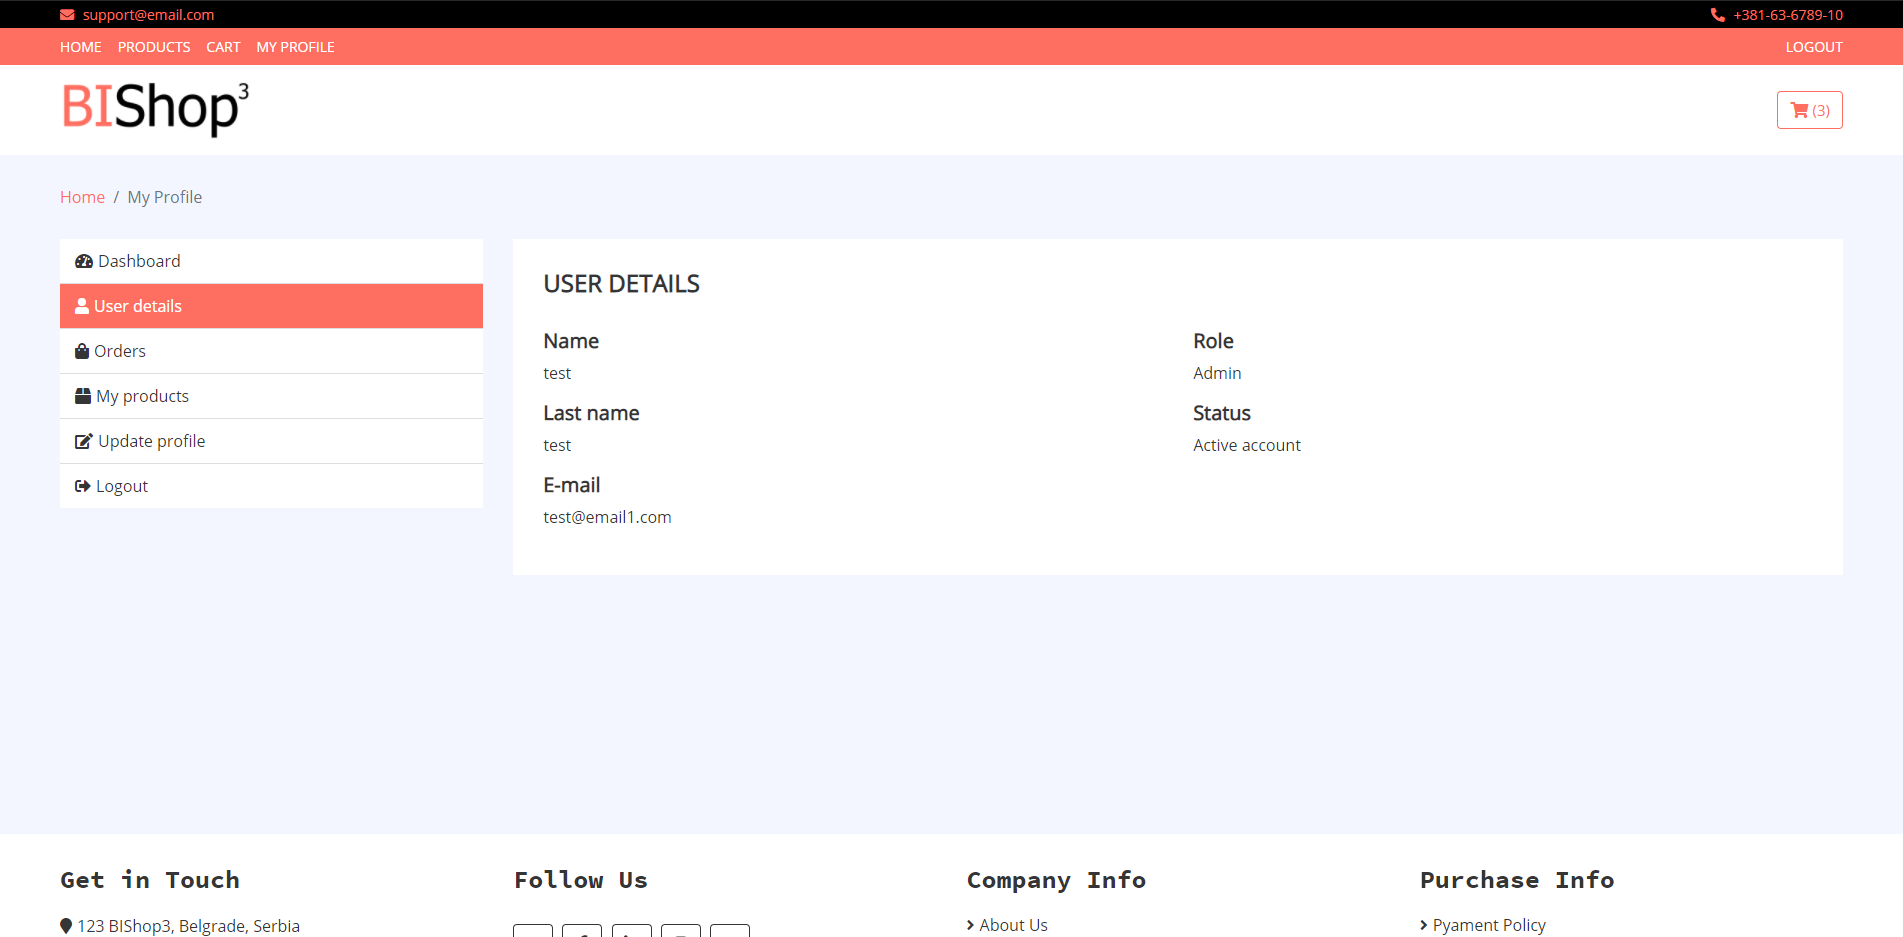 support@email.com +381-63-6789-10
HOME PRODUCTS CART MY PROFILE LOGOUT
BIShop3
(3)
Home / My Profile
Dashboard
User details
Orders
My products
Update profile
Logout
USER DETAILS
Name
test
Last name
test
E-mail
test@email1.com
Role
Admin
Status
Active account
Get in Touch
123 BIShop3, Belgrade, Serbia
Follow Us
Company Info
About Us
Purchase Info
Pyament Policy